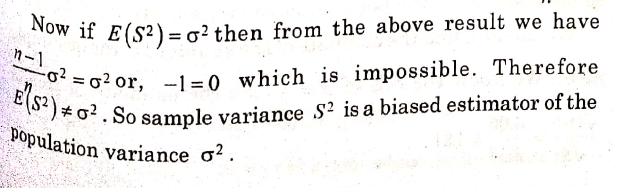 Now if E(S²) = σ² then from the above result we have
n-1/n σ² = σ² or, -1 = 0 which is impossible. Therefore
E(S²) ≠ σ². So sample variance S² is a biased estimator of the
population variance σ².